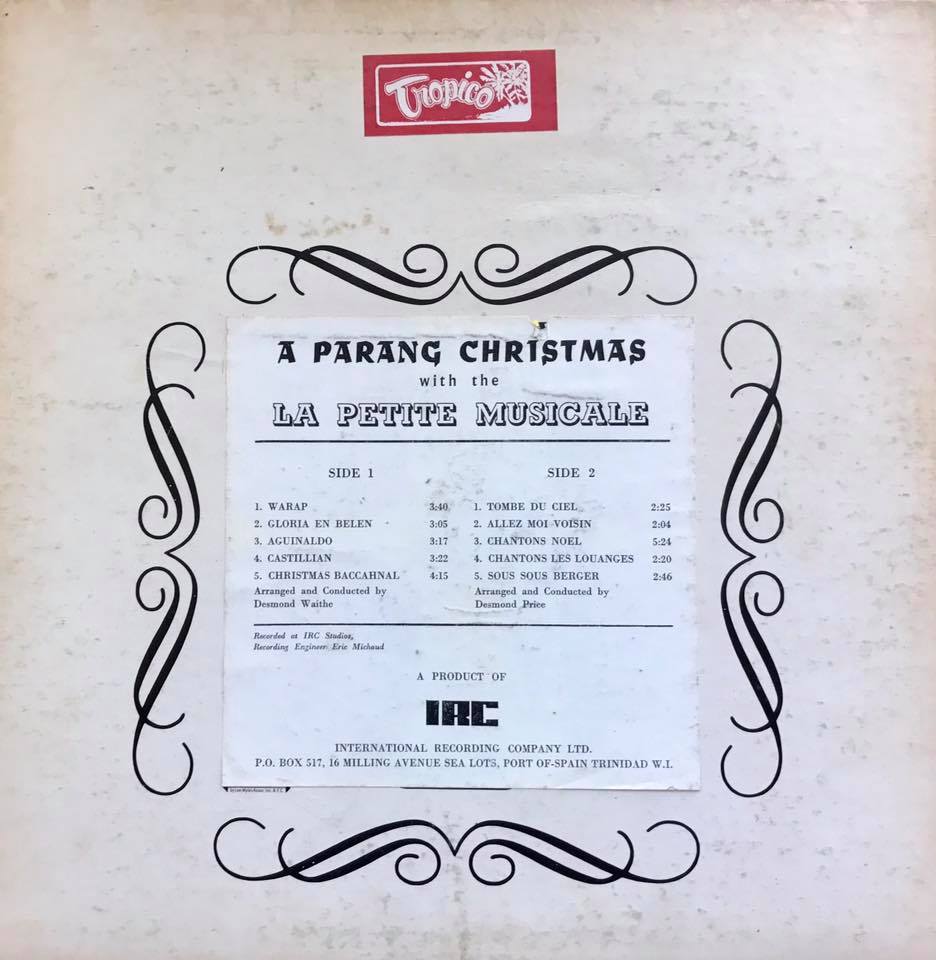 Tropico
A PARANG CHRISTMAS
with the
LA PETITE MUSICALE
SIDE 1
1. WARAP 3:40
2. GLORIA EN BELEN 3:05
3. AGUINALDO 3:17
4. CASTILLIAN 3:22
5. CHRISTMAS BACCAHNAL 4:15
Arranged and Conducted by
Desmond Waithe
SIDE 2
1. TOMBE DU CIEL 2:25
2. ALLEZ MOI VOISIN 2:04
3. CHANTONS NOEL 5:24
4. CHANTONS LES LOUANGES 2:20
5. SOUS SOUS BERGER 2:46
Arranged and Conducted by
Desmond Price
Recorded at IRC Studios,
Recording Engineer: Eric Michaud
A PRODUCT OF
IRC
INTERNATIONAL RECORDING COMPANY LTD.
P.O. BOX 517, 16 MILLING AVENUE SEA LOTS, PORT OF-SPAIN TRINIDAD W.I.